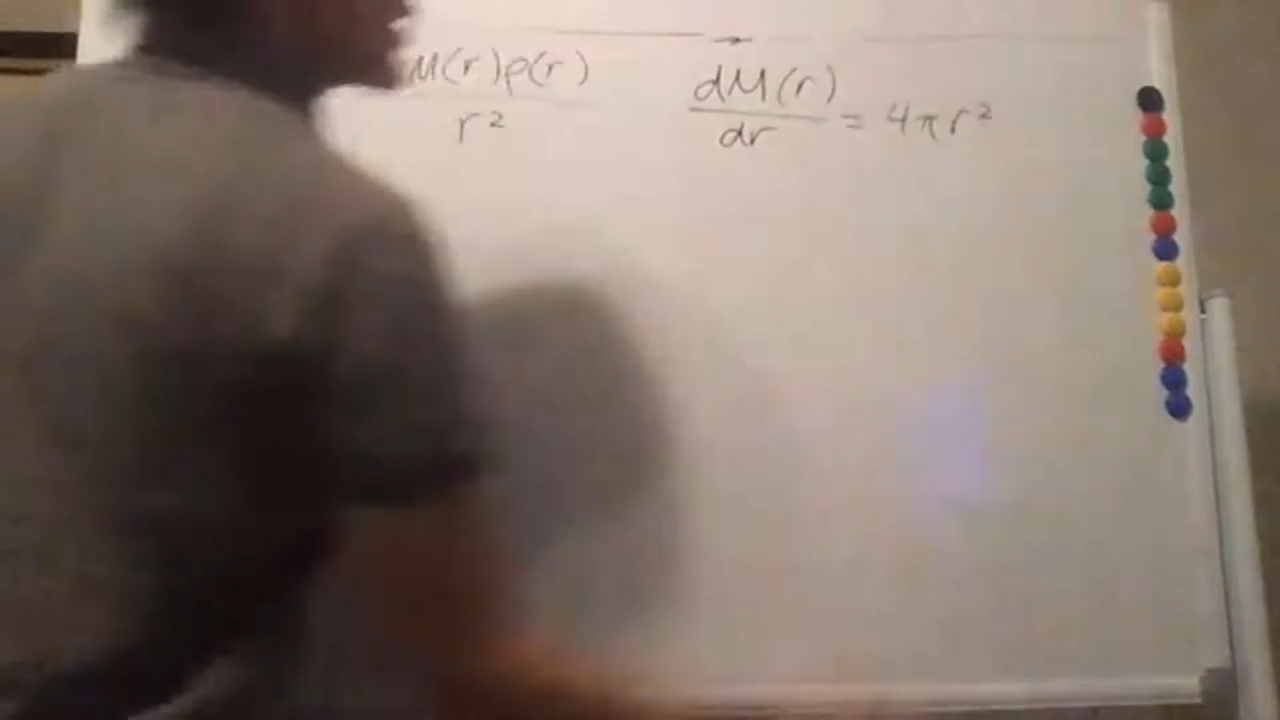 M(r)ρ(r)
r²
dM(r)
dr
= 4πr²